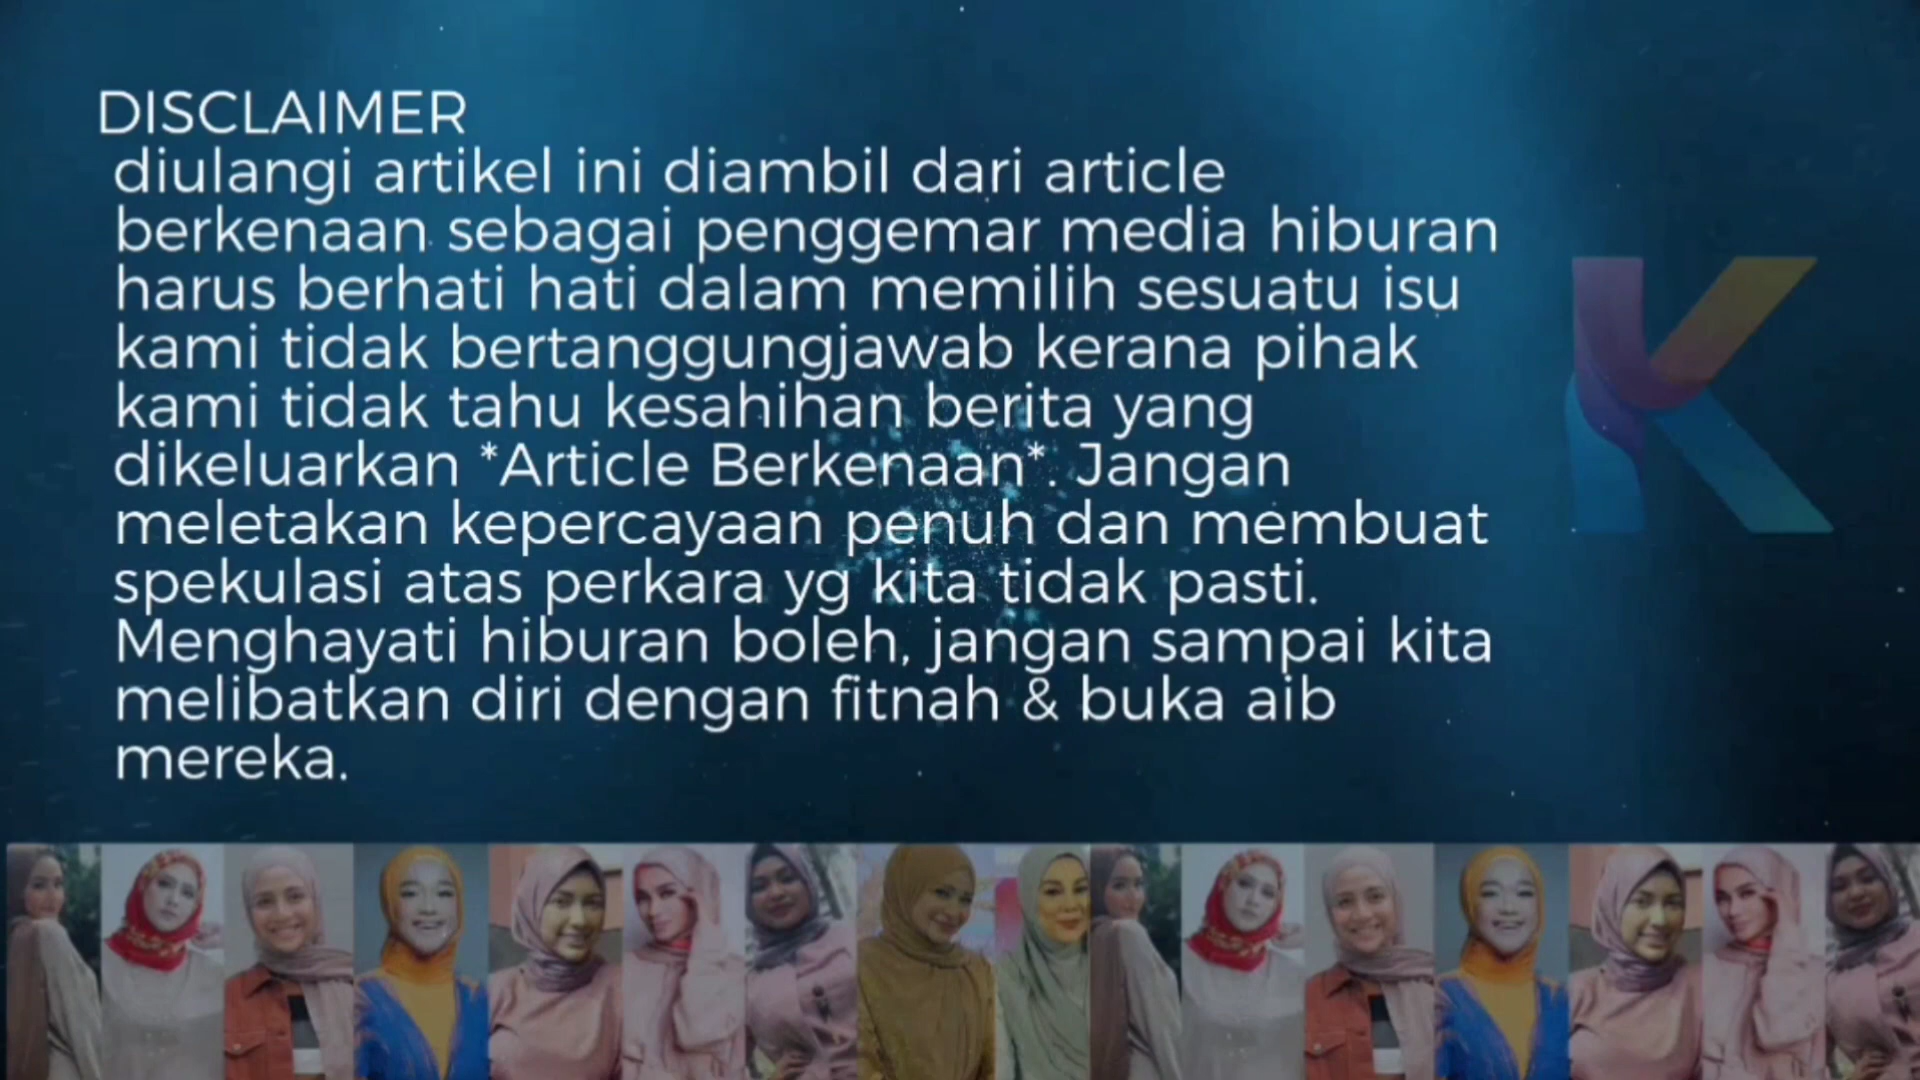 DISCLAIMER
diulangi artikel ini diambil dari article
berkenaan sebagai penggemar media hiburan
harus berhati hati dalam memilih sesuatu isu
kami tidak bertanggungjawab kerana pihak
kami tidak tahu kesahihan berita yang
dikeluarkan *Article Berkenaan*. Jangan
meletakan kepercayaan penuh dan membuat
spekulasi atas perkara yg kita tidak pasti.
Menghayati hiburan boleh, jangan sampai kita
melibatkan diri dengan fitnah & buka aib
mereka.
K